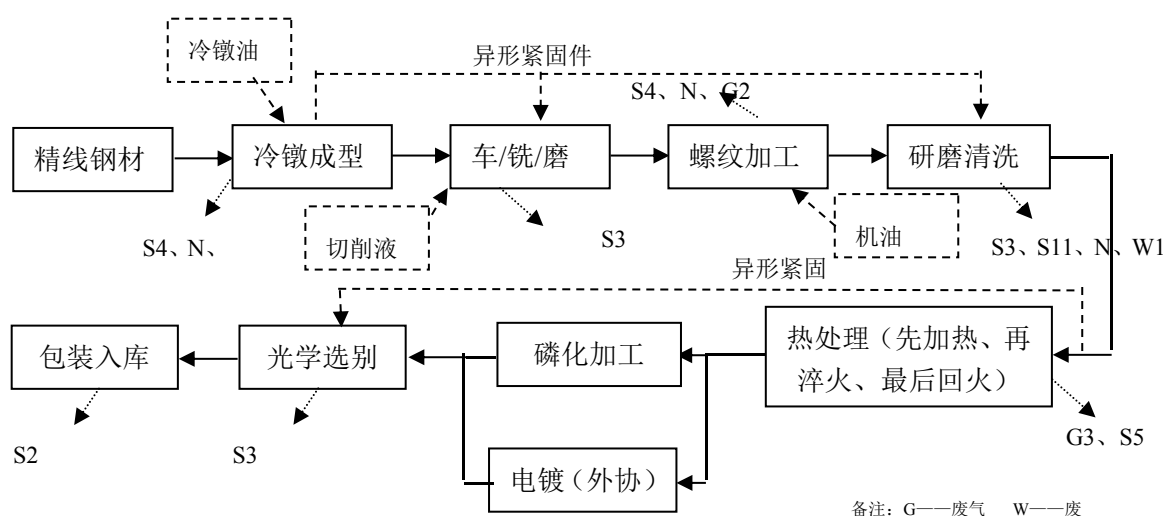 冷镦油
异形紧固件
S4、N、G2
精线钢材
冷镦成型
车/铣/磨
螺纹加工
研磨清洗
S4、N、
切削液
S3
机油
S3、S11、N、W1
异形紧固
包装入库
光学选别
磷化加工
热处理（先加热、再
淬火、最后回火）
S2
S3
电镀（外协）
G3、S5
备注：G——废气 W——废